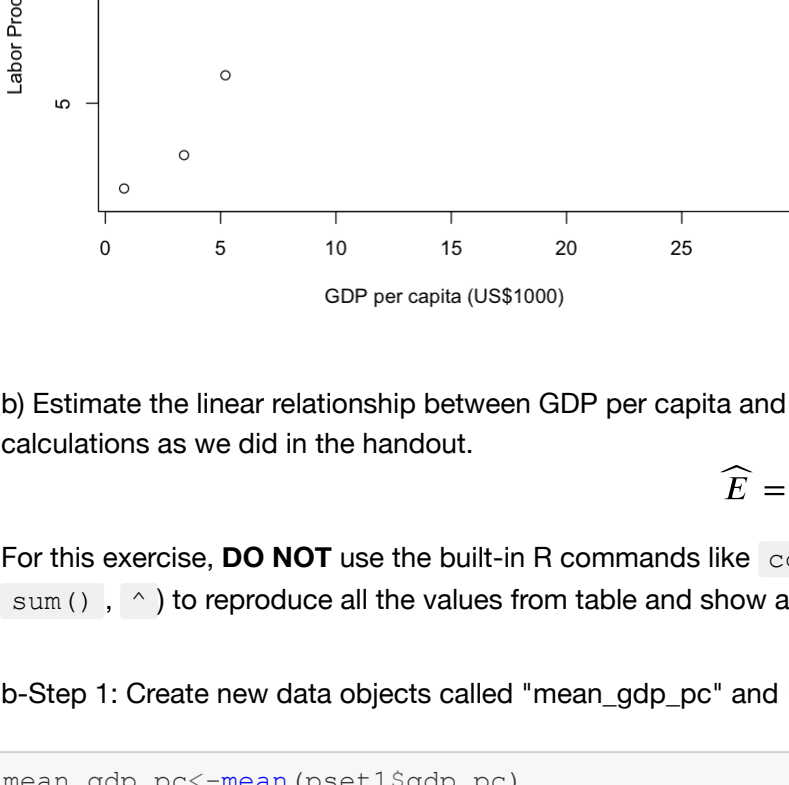 Labor
5
0 5 10 15 20 25
GDP per capita (US$1000)
b) Estimate the linear relationship between GDP per capita and
calculations as we did in the handout.
Ê =
For this exercise, DO NOT use the built-in R commands like
sum() , ^ ) to reproduce all the values from table and show a
b-Step 1: Create new data objects called "mean_gdp_pc" and
mean_gdp_pc<-mean(pset1$gdp_pc)